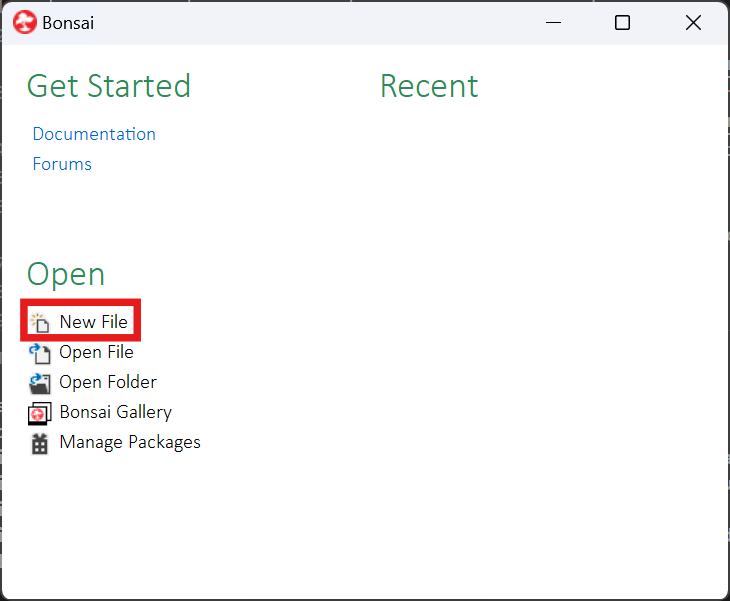 Bonsai
Get Started
Documentation
Forums
Recent
Open
New File
Open File
Open Folder
Bonsai Gallery
Manage Packages